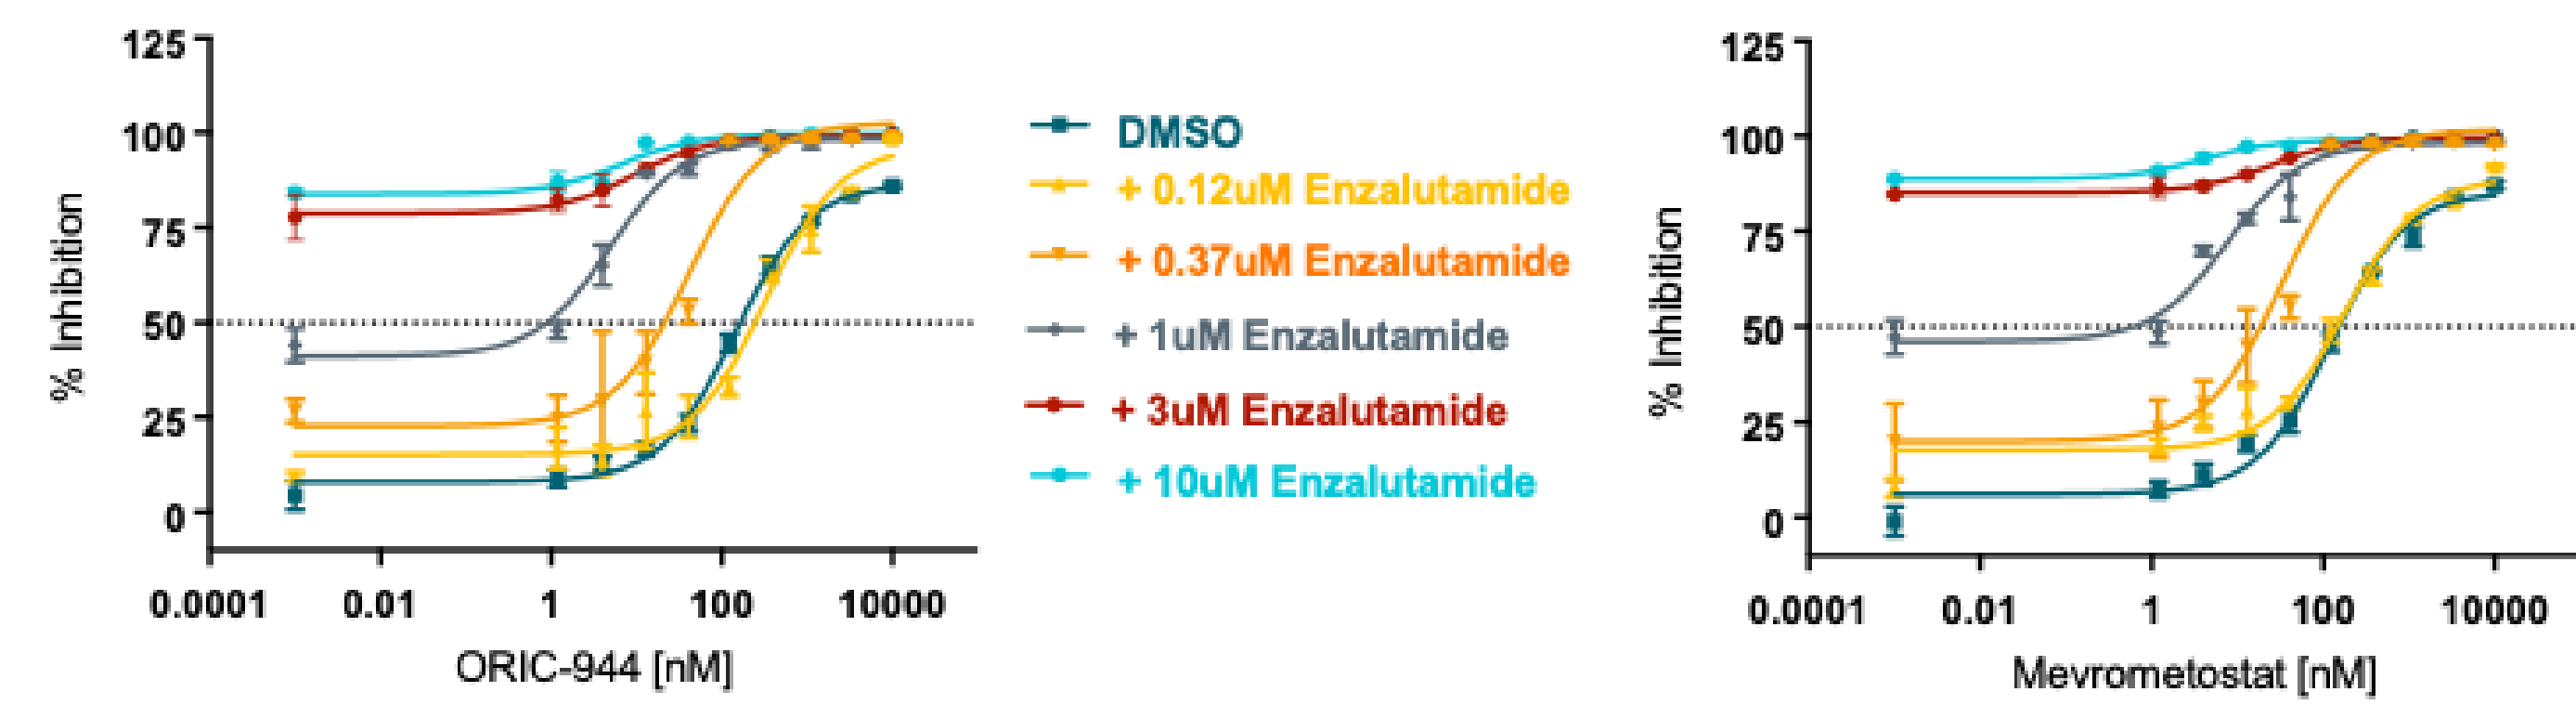 125
100
75
50
25
0
% Inhibition
0.0001 0.01 1 100 10000
ORIC-944 [nM]
DMSO
+ 0.12uM Enzalutamide
+ 0.37uM Enzalutamide
+ 1uM Enzalutamide
+ 3uM Enzalutamide
+ 10uM Enzalutamide
125
100
75
50
25
0
% Inhibition
0.0001 0.01 1 100 10000
Mevrometostat [nM]